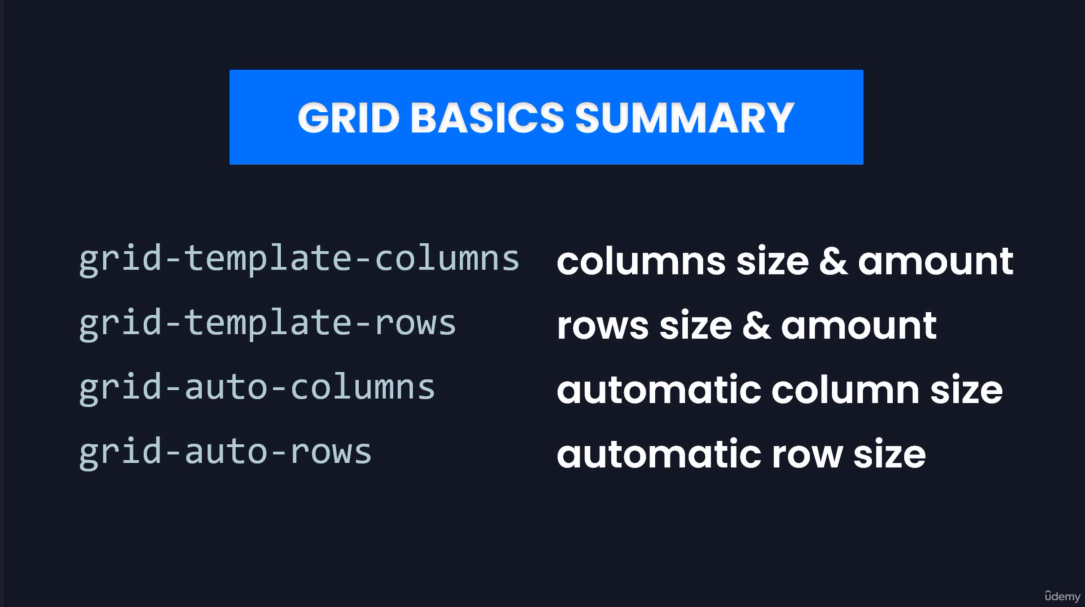 GRID BASICS SUMMARY
grid-template-columns columns size & amount
grid-template-rows rows size & amount
grid-auto-columns automatic column size
grid-auto-rows automatic row size
ûdemy